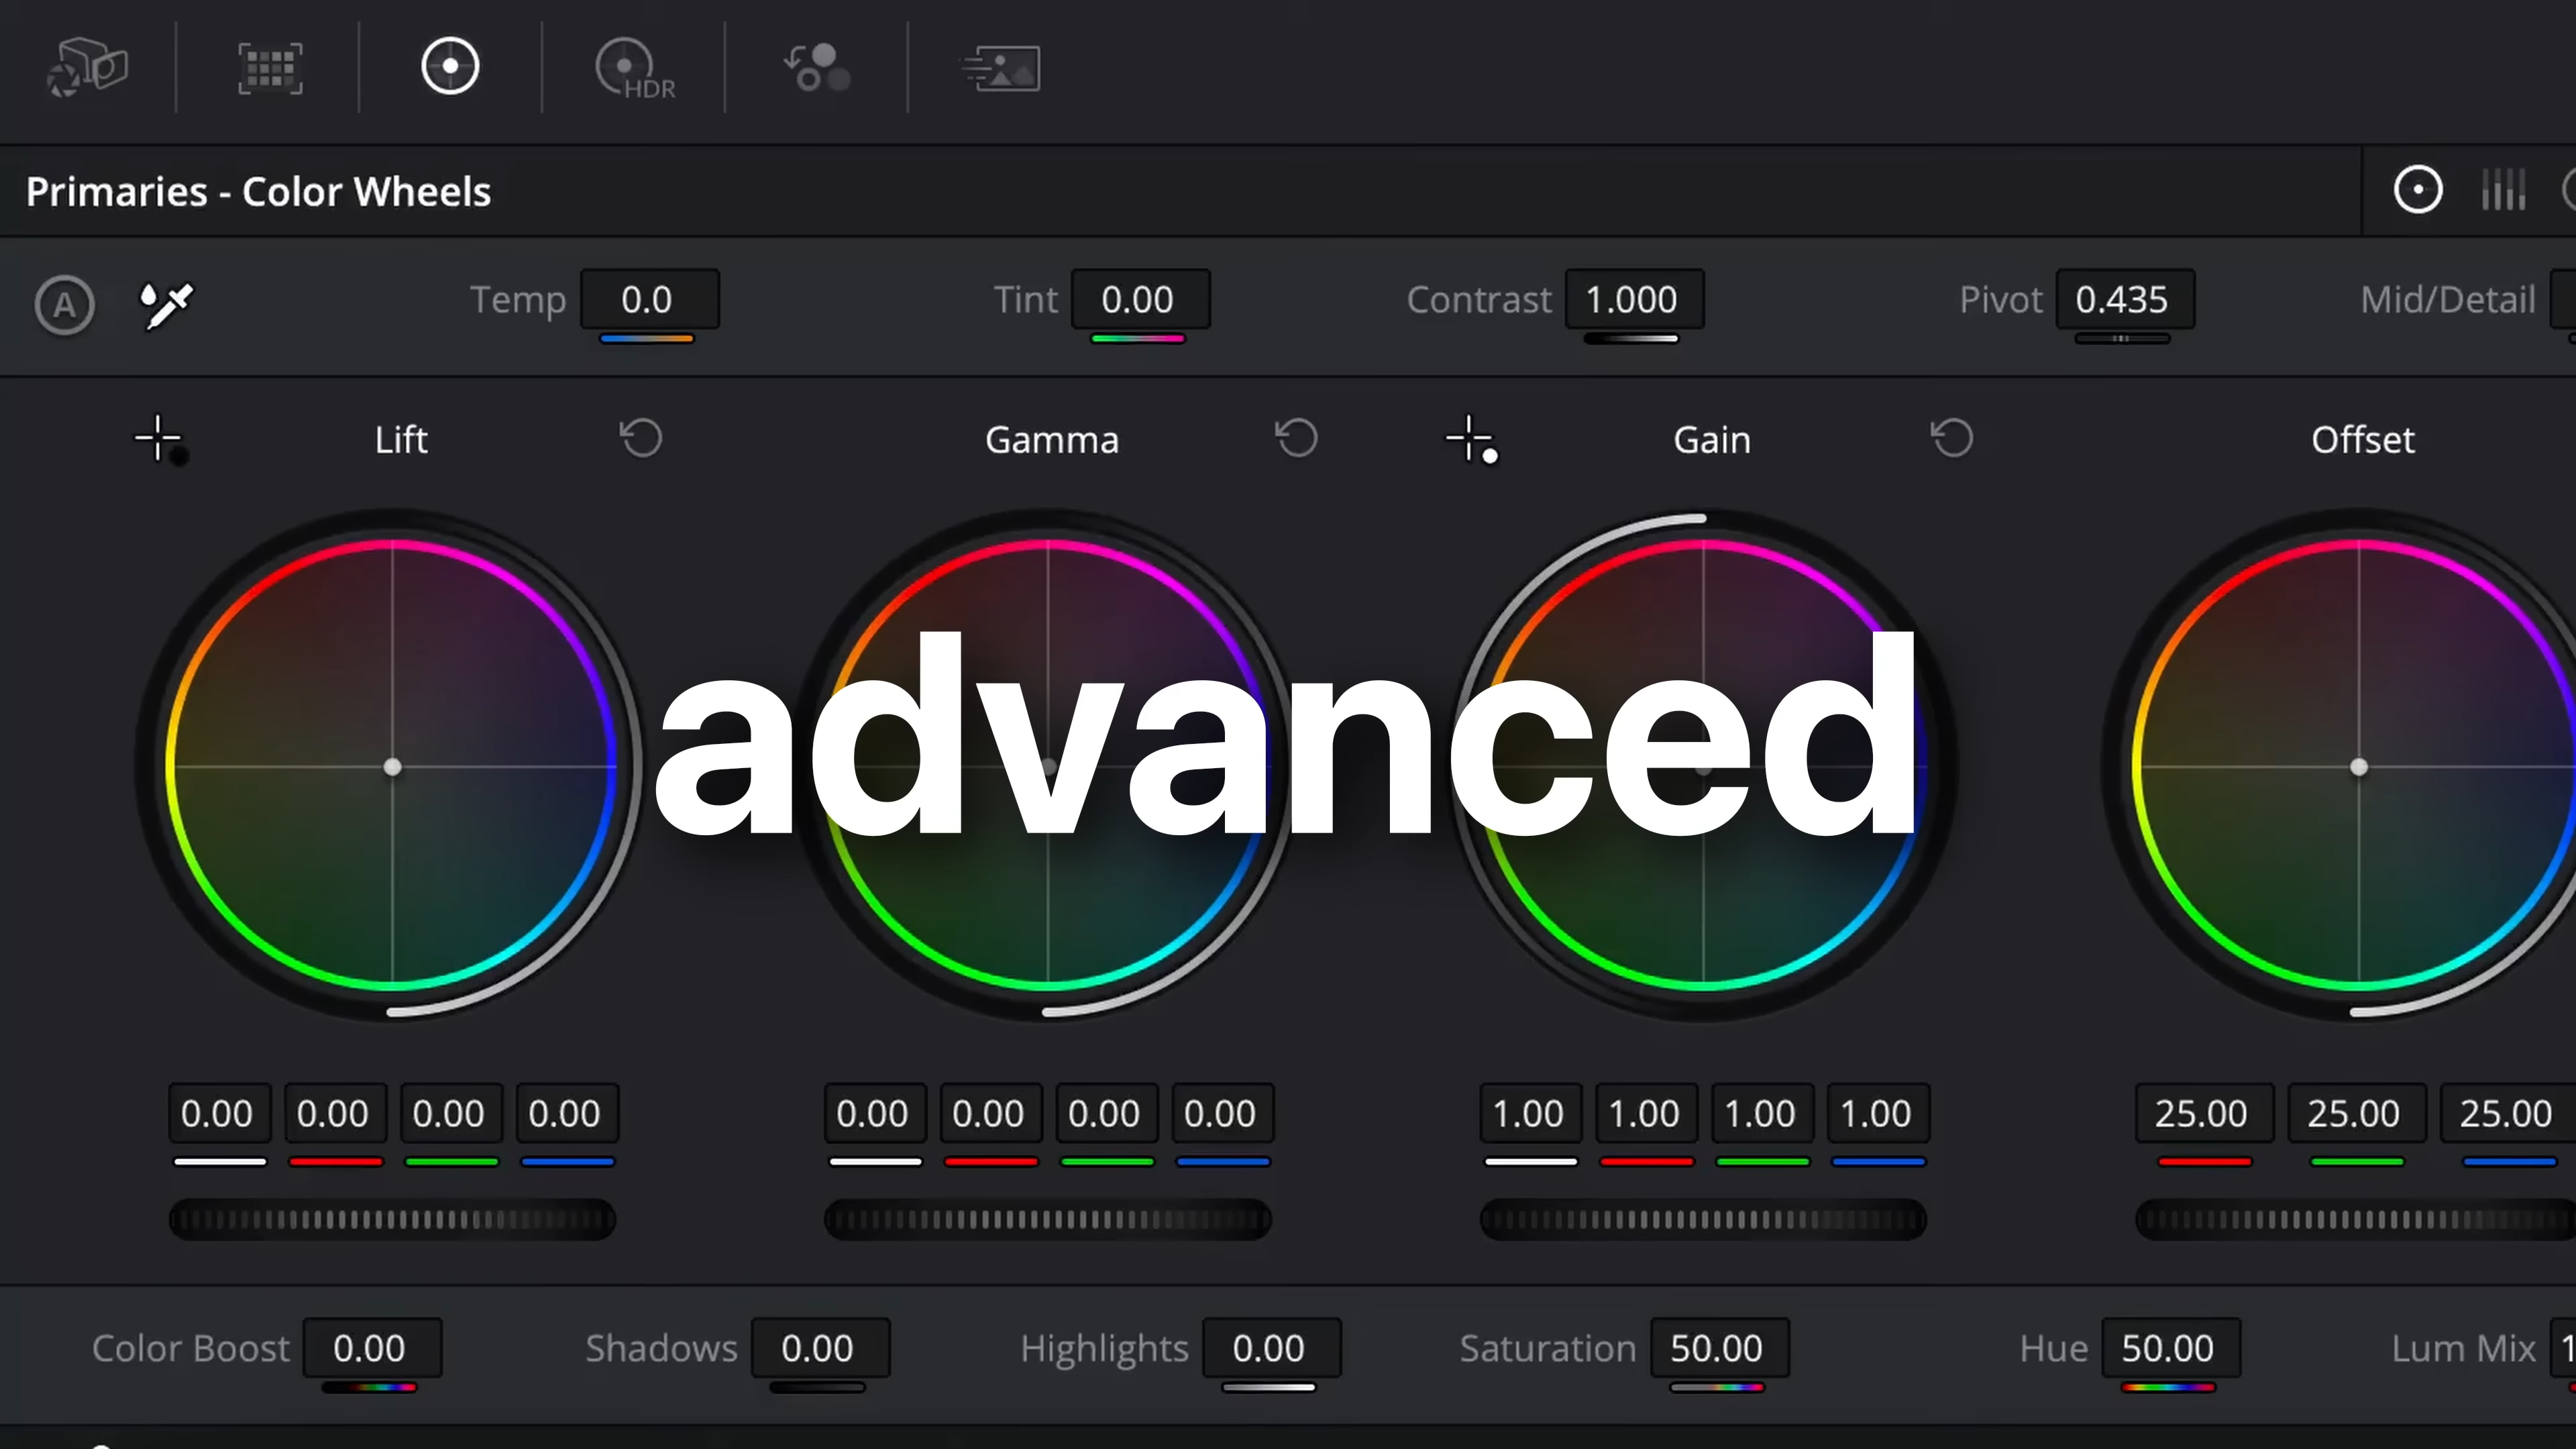 HDR
Primaries - Color Wheels
A Temp 0.0 Tint 0.00 Contrast 1.000 Pivot 0.435 Mid/Detail
Lift Gamma Gain Offset
advanced
0.00 0.00 0.00 0.00 0.00 0.00 0.00 0.00 1.00 1.00 1.00 1.00 25.00 25.00 25.00
Color Boost 0.00 Shadows 0.00 Highlights 0.00 Saturation 50.00 Hue 50.00 Lum Mix